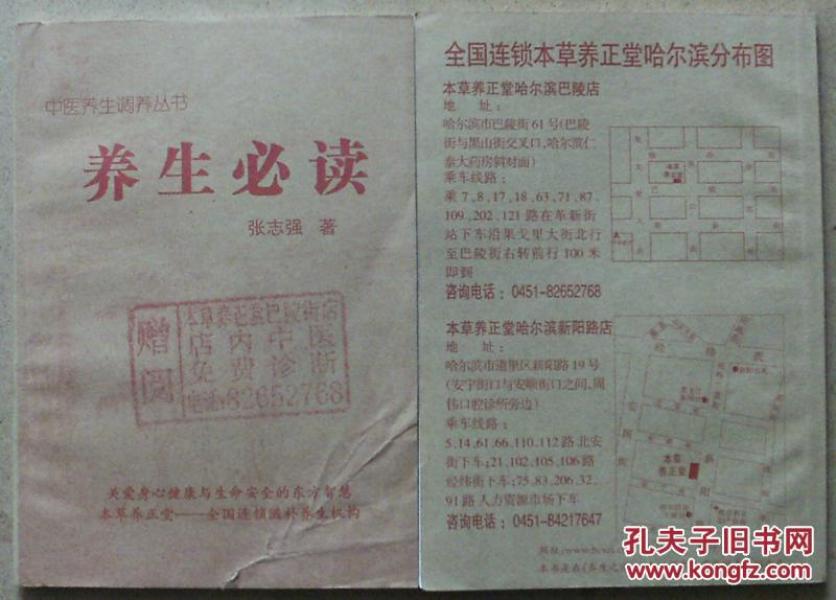 中医养生调养丛书
养生必读
张志强 著
赠阅
本草养正堂巴陵街店
店内中医
免费诊断
电话:82652768
关爱身心健康与生命安全的东方智慧
本草养正堂——全国连锁滋补养生机构
全国连锁本草养正堂哈尔滨分布图
本草养正堂哈尔滨巴陵店
地 址:
哈尔滨市巴陵街61号(巴陵
街与黑山街交叉口,哈尔滨仁
泰大药房斜对面)
乘车线路:
乘7、8、17、18、63、71、87、
109、202、121路在革新街
站下车沿果戈里大街北行
至巴陵街右转前行100米
即到
咨询电话:0451-82652768
本草养正堂哈尔滨新阳路店
地 址:
哈尔滨市道里区新阳路19号
(安宁街口与安顺街口之间,周
伟口腔诊所旁边)
乘车线路:
5、14、61、66、110、112路 北安
街下车;21、102、105、106路
经纬街下车;75、83、206、32、
91路 人力资源市场下车
咨询电话:0451-84217647
本草
养正堂
孔夫子旧书网
www.kongfz.com